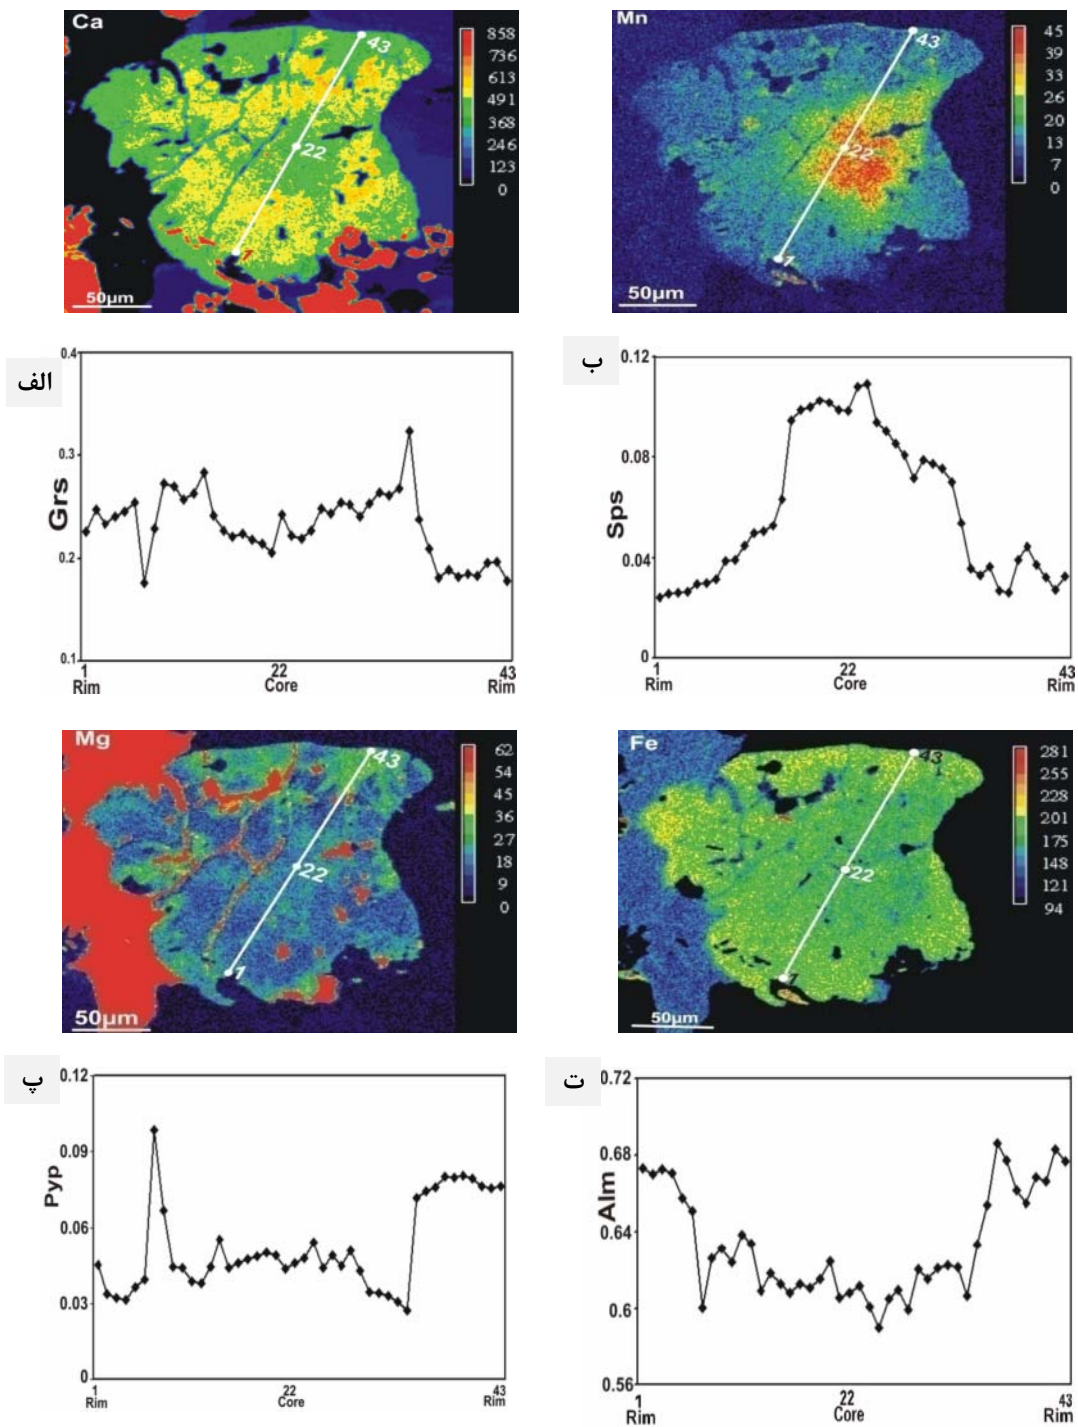 Ca
43
22
1
50µm
858
736
613
491
368
246
123
0
Mn
43
22
1
50µm
45
39
33
26
20
13
7
0
الف
Grs
0.4
0.3
0.2
0.1
1
Rim
22
Core
43
Rim
ب
Sps
0.12
0.08
0.04
0
1
Rim
22
Core
43
Rim
Mg
43
22
1
50µm
62
54
45
36
27
18
9
0
Fe
43
22
1
50µm
281
255
228
201
175
148
121
94
پ
Pyp
0.12
0.09
0.06
0.03
0
1
Rim
22
Core
43
Rim
ت
Alm
0.72
0.68
0.64
0.6
0.56
1
Rim
22
Core
43
Rim